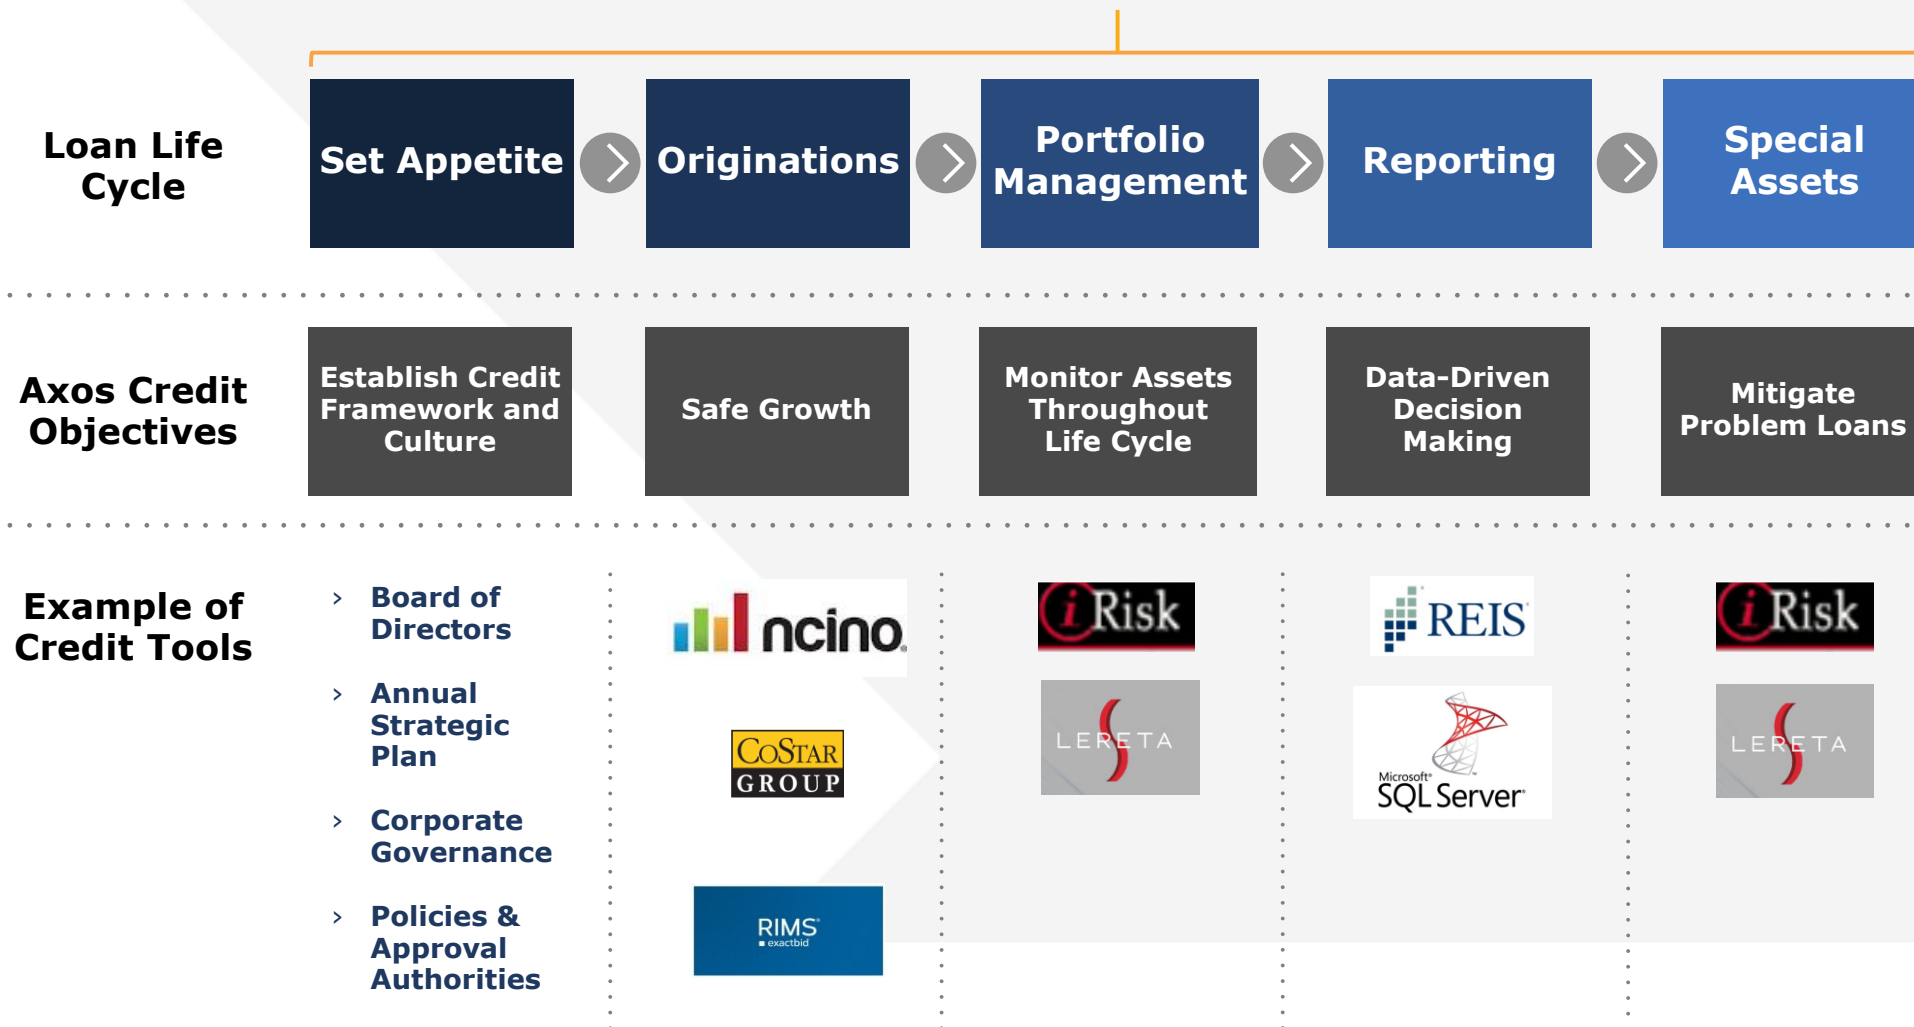 Loan Life
Cycle
Set Appetite
Originations
Portfolio
Management
Reporting
Special
Assets
Axos Credit
Objectives
Establish Credit
Framework and
Culture
Safe Growth
Monitor Assets
Throughout
Life Cycle
Data-Driven
Decision
Making
Mitigate
Problem Loans
Example of
Credit Tools
› Board of
Directors
› Annual
Strategic
Plan
› Corporate
Governance
› Policies &
Approval
Authorities
ncino.
COSTAR
GROUP
RIMS
exactbid
iRisk
LERETA
REIS
Microsoft®
SQL Server
iRisk
LERETA